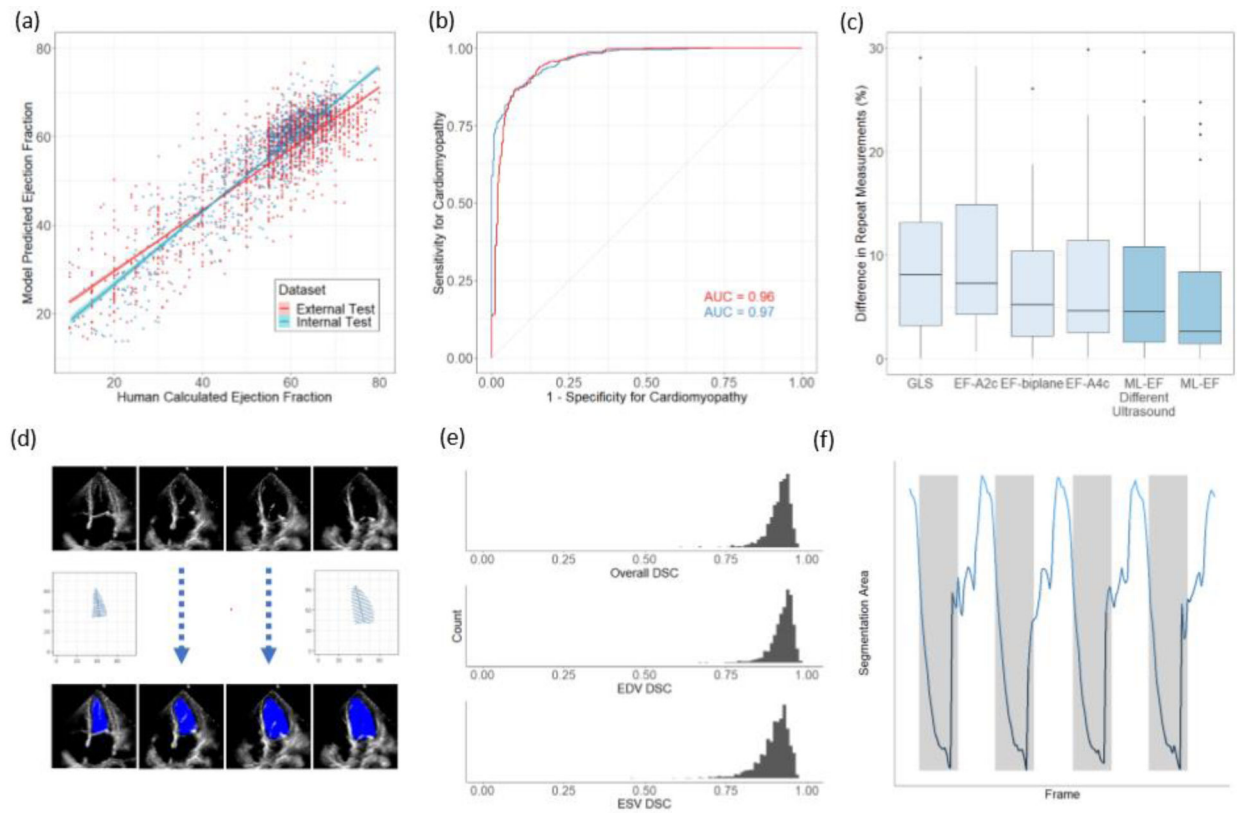 (a)
80
60
40
20
Model Predicted Ejection Fraction
Dataset
External Test
Internal Test
20 40 60 80
Human Calculated Ejection Fraction
(b)
1.00
0.75
0.50
0.25
0.00
Sensitivity for Cardiomyopathy
AUC = 0.96
AUC = 0.97
0.00 0.25 0.50 0.75 1.00
1 - Specificity for Cardiomyopathy
(c)
30
20
10
0
Difference in Repeat Measurements (%)
GLS EF-A2c EF-biplane EF-A4c ML-EF ML-EF
Different
Ultrasound
(d)
(e)
0.00 0.25 0.50 0.75 1.00
Overall DSC
0.00 0.25 0.50 0.75 1.00
EDV DSC
Count
0.00 0.25 0.50 0.75 1.00
ESV DSC
(f)
Segmentation Area
Frame